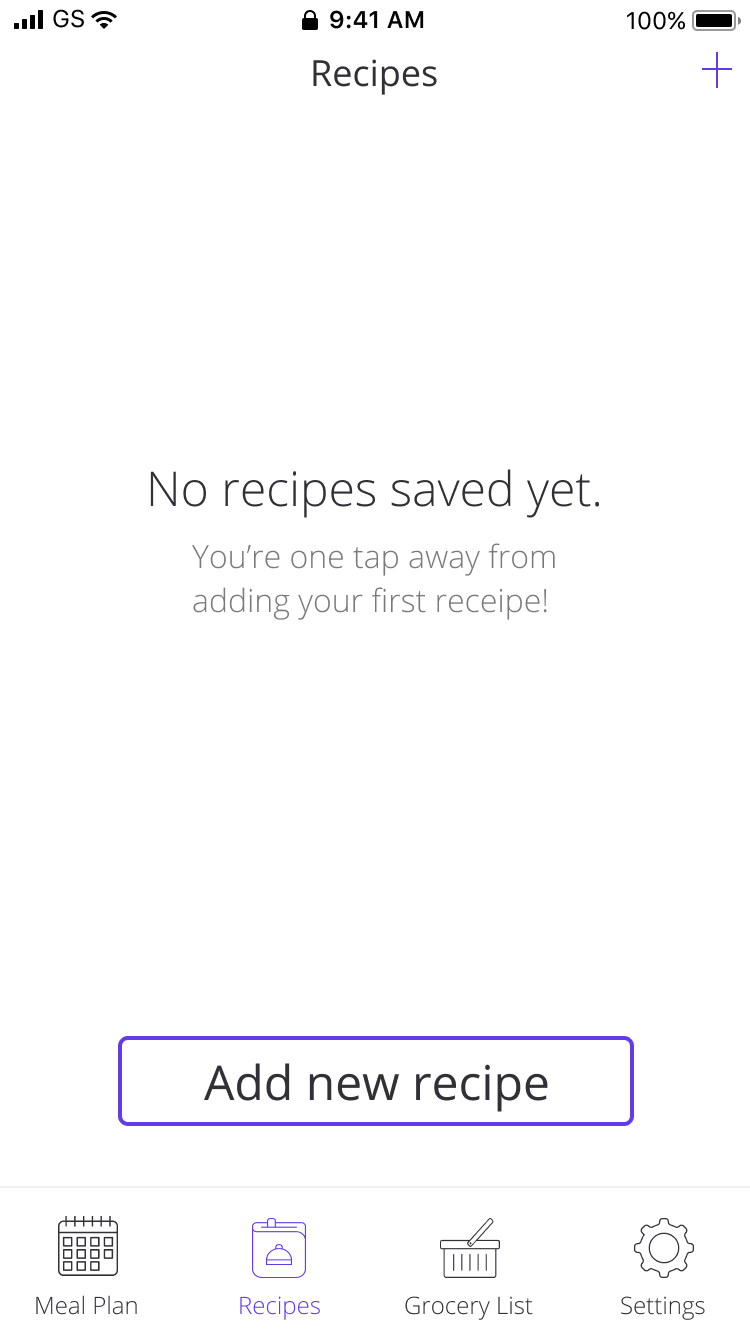 GS 9:41 AM 100%
Recipes
No recipes saved yet.
You’re one tap away from
adding your first receipe!
Add new recipe
Meal Plan Recipes Grocery List Settings